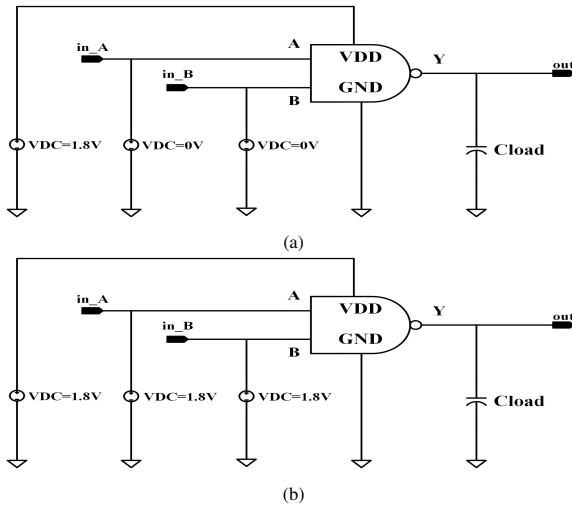 in_A
A
VDD
Y
out
in_B
GND
B
VDC=1.8V
VDC=0V
VDC=0V
Cload
(a)
in_A
A
VDD
Y
out
in_B
GND
B
VDC=1.8V
VDC=1.8V
VDC=1.8V
Cload
(b)